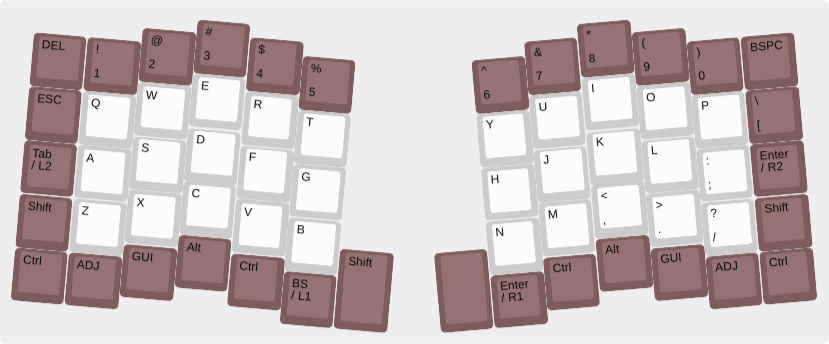 DEL
!
1
@
2
#
3
$
4
%
5
^
6
&
7
*
8
(
9
)
0
BSPC
ESC
Q
W
E
R
T
Y
U
I
O
P
\
[
Tab
/ L2
A
S
D
F
G
H
J
K
L
:
;
Enter
/ R2
Shift
Z
X
C
V
B
N
M
<
,
>
.
?
/
Shift
Ctrl
ADJ
GUI
Alt
Ctrl
BS
/ L1
Shift
Enter
/ R1
Ctrl
Alt
GUI
ADJ
Ctrl